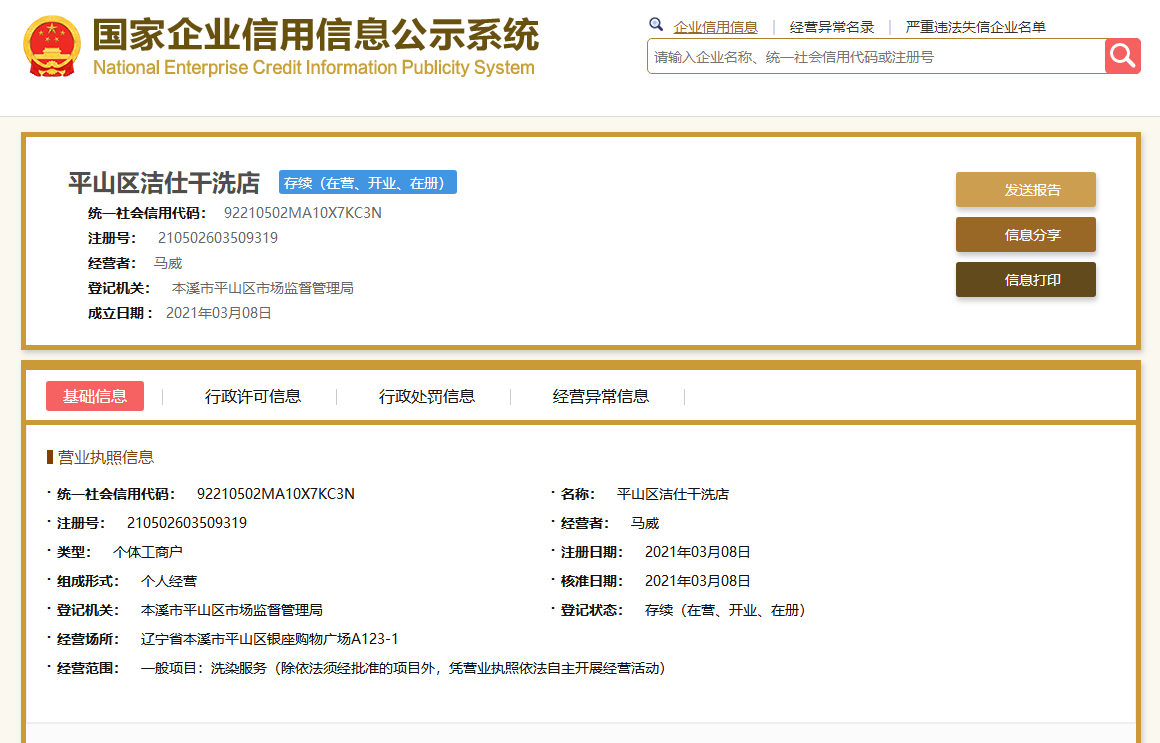 国家企业信用信息公示系统
National Enterprise Credit Information Publicity System
企业信用信息 | 经营异常名录 | 严重违法失信企业名单
请输入企业名称、统一社会信用代码或注册号
平山区洁仕干洗店 存续（在营、开业、在册）
统一社会信用代码： 92210502MA10X7KC3N
注册号： 210502603509319
经营者： 马威
登记机关： 本溪市平山区市场监督管理局
成立日期： 2021年03月08日
发送报告
信息分享
信息打印
基础信息 | 行政许可信息 | 行政处罚信息 | 经营异常信息 |
营业执照信息
· 统一社会信用代码： 92210502MA10X7KC3N · 名称： 平山区洁仕干洗店
· 注册号： 210502603509319 · 经营者： 马威
· 类型： 个体工商户 · 注册日期： 2021年03月08日
· 组成形式： 个人经营 · 核准日期： 2021年03月08日
· 登记机关： 本溪市平山区市场监督管理局 · 登记状态： 存续（在营、开业、在册）
· 经营场所： 辽宁省本溪市平山区银座购物广场A123-1
· 经营范围： 一般项目：洗染服务（除依法须经批准的项目外，凭营业执照依法自主开展经营活动）